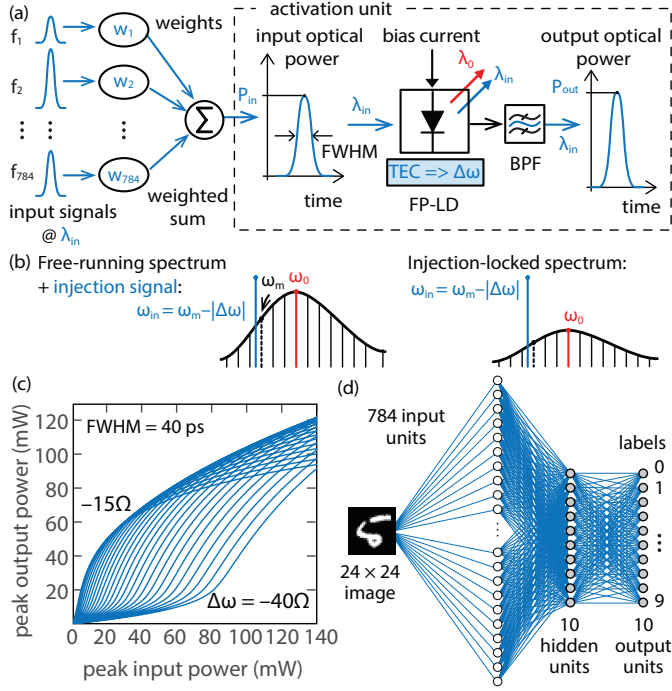 (a)
f₁
w₁
weights
f₂
w₂
f₇₈₄
w₇₈₄
Σ
input signals
@ λin
weighted
sum
activation unit
input optical
power
Pin
FWHM
time
λin
bias current
λ₀
λin
TEC => Δω
FP-LD
BPF
λin
output optical
power
Pout
time
(b) Free-running spectrum
+ injection signal:
ωin = ωm−|Δω|
ωm
ω₀
Injection-locked spectrum:
ωin = ωm−|Δω|
ω₀
(c)
peak output power (mW)
120
100
80
60
40
20
FWHM = 40 ps
−15Ω
Δω = −40Ω
0 20 40 60 80 100 120 140
peak input power (mW)
(d)
784 input
units
24 × 24
image
labels
0
1
9
10
hidden
units
10
output
units